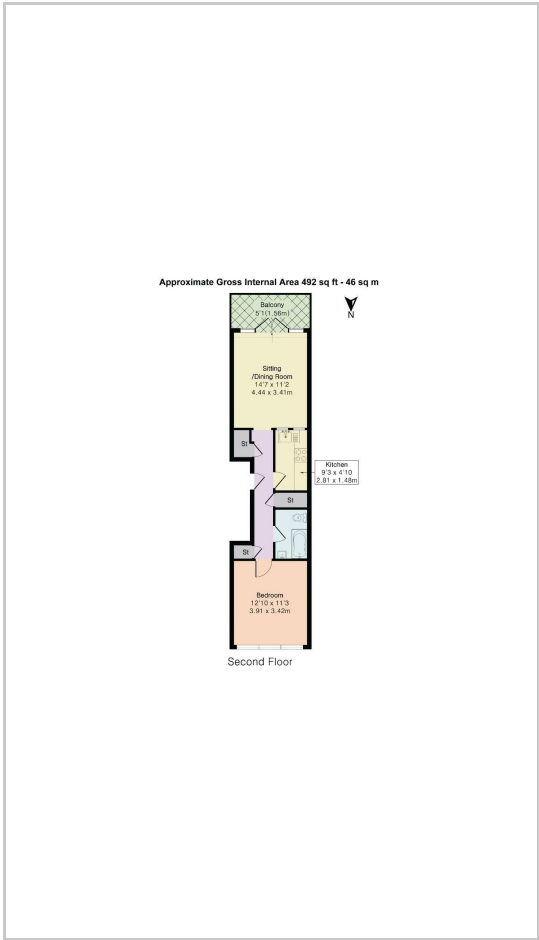 Approximate Gross Internal Area 492 sq ft - 46 sq m
N
Balcony
5'1(1.56m)
Sitting
/Dining Room
14'7 x 11'2
4.44 x 3.41m
St
Kitchen
9'3 x 4'10
2.81 x 1.48m
St
St
Bedroom
12'10 x 11'3
3.91 x 3.42m
Second Floor